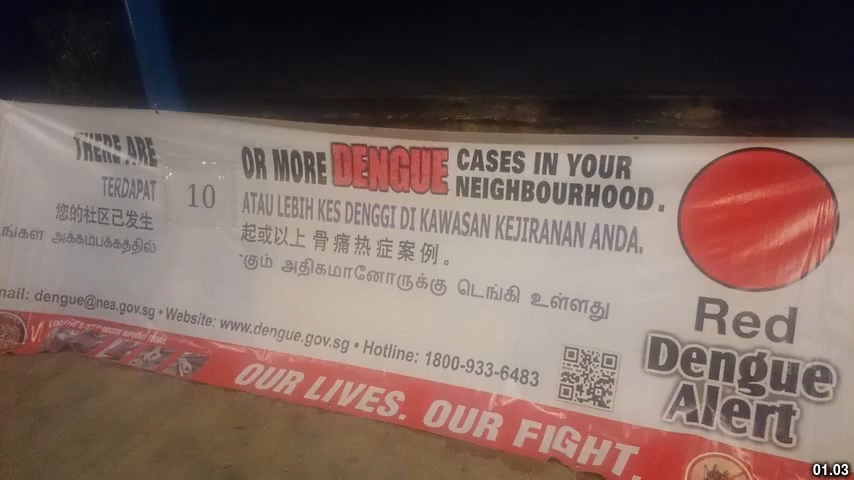 THERE ARE 10 OR MORE DENGUE CASES IN YOUR NEIGHBOURHOOD.
TERDAPAT ATAU LEBIH KES DENGGI DI KAWASAN KEJIRANAN ANDA.
您的社区已发生 起或以上骨痛热症案例。
அக்கம்பக்கத்தில் கும் அதிகமானோருக்கு டெங்கி உள்ளது
dengue@nea.gov.sg • Website: www.dengue.gov.sg • Hotline: 1800-933-6483
OUR LIVES. OUR FIGHT.
Red
Dengue
Alert
01.03